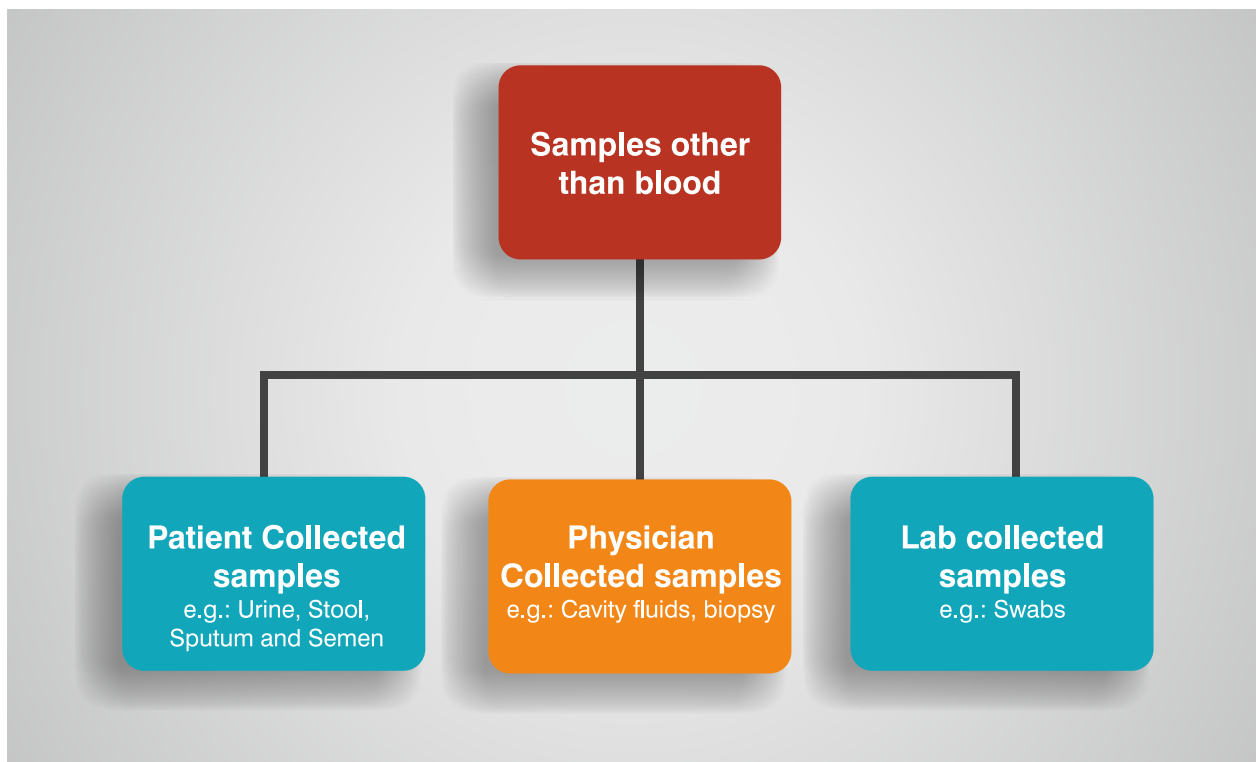 Samples other
than blood
Patient Collected
samples
e.g.: Urine, Stool,
Sputum and Semen
Physician
Collected samples
e.g.: Cavity fluids, biopsy
Lab collected
samples
e.g.: Swabs